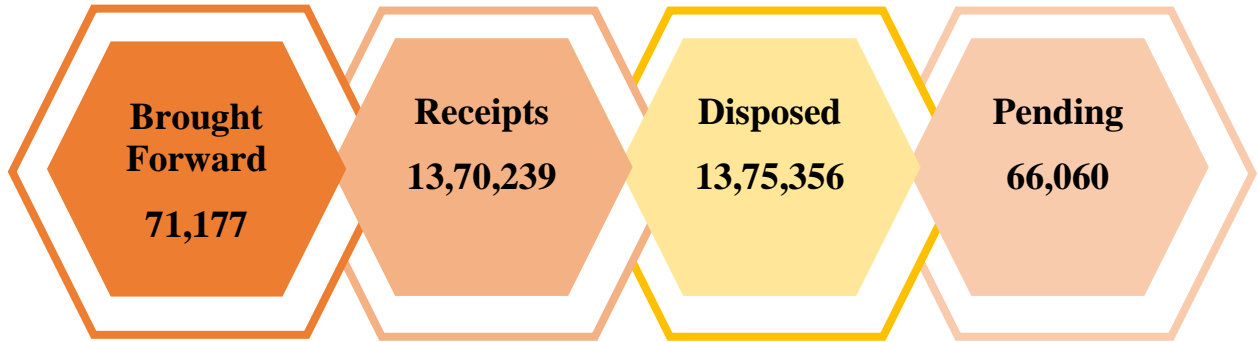 Brought
Forward
71,177
Receipts
13,70,239
Disposed
13,75,356
Pending
66,060